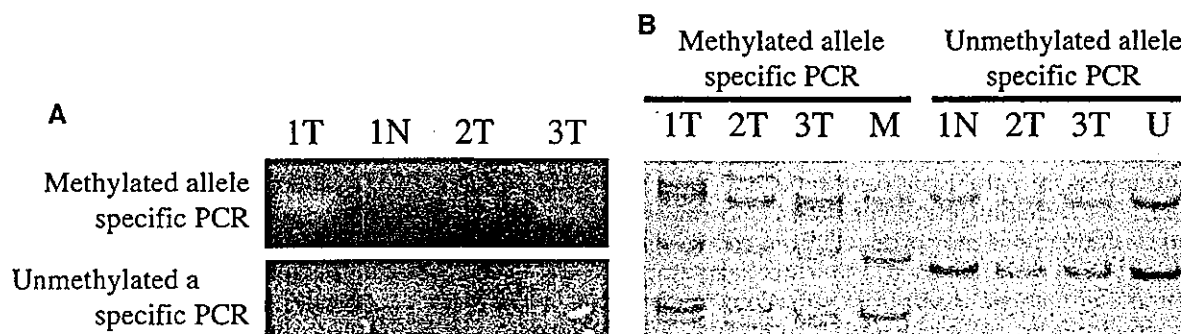 A
1T 1N 2T 3T
Methylated allele
specific PCR
Unmethylated a
specific PCR
B
Methylated allele
specific PCR
Unmethylated allele
specific PCR
1T 2T 3T M 1N 2T 3T U